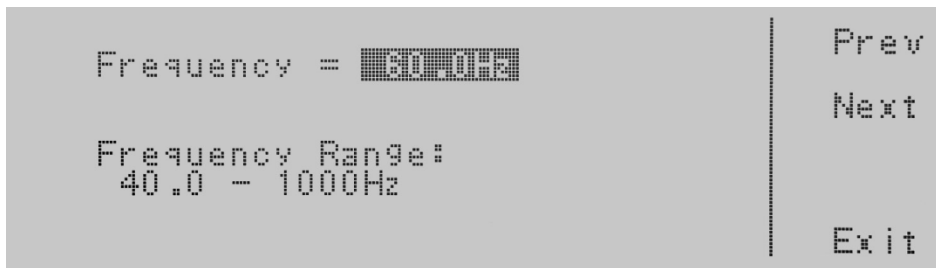 Frequency = 60.0Hz
Frequency Range:
40.0 - 1000Hz
Prev
Next
Exit